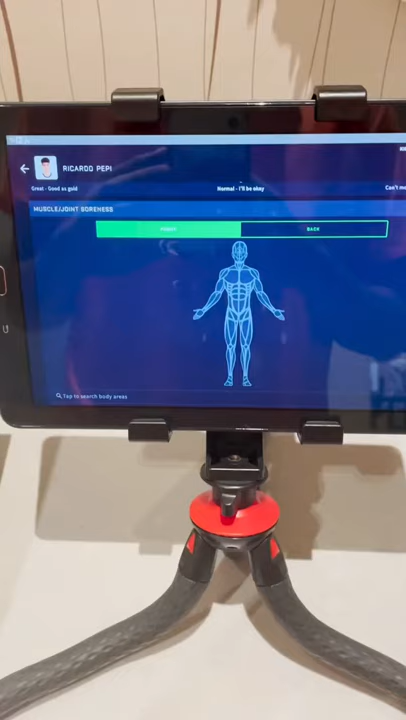 RICARDO PEPI
Great - Good as gold
Normal - I'll be okay
Can't mo
MUSCLE/JOINT SORENESS
FRONT
BACK
Tap to search body areas